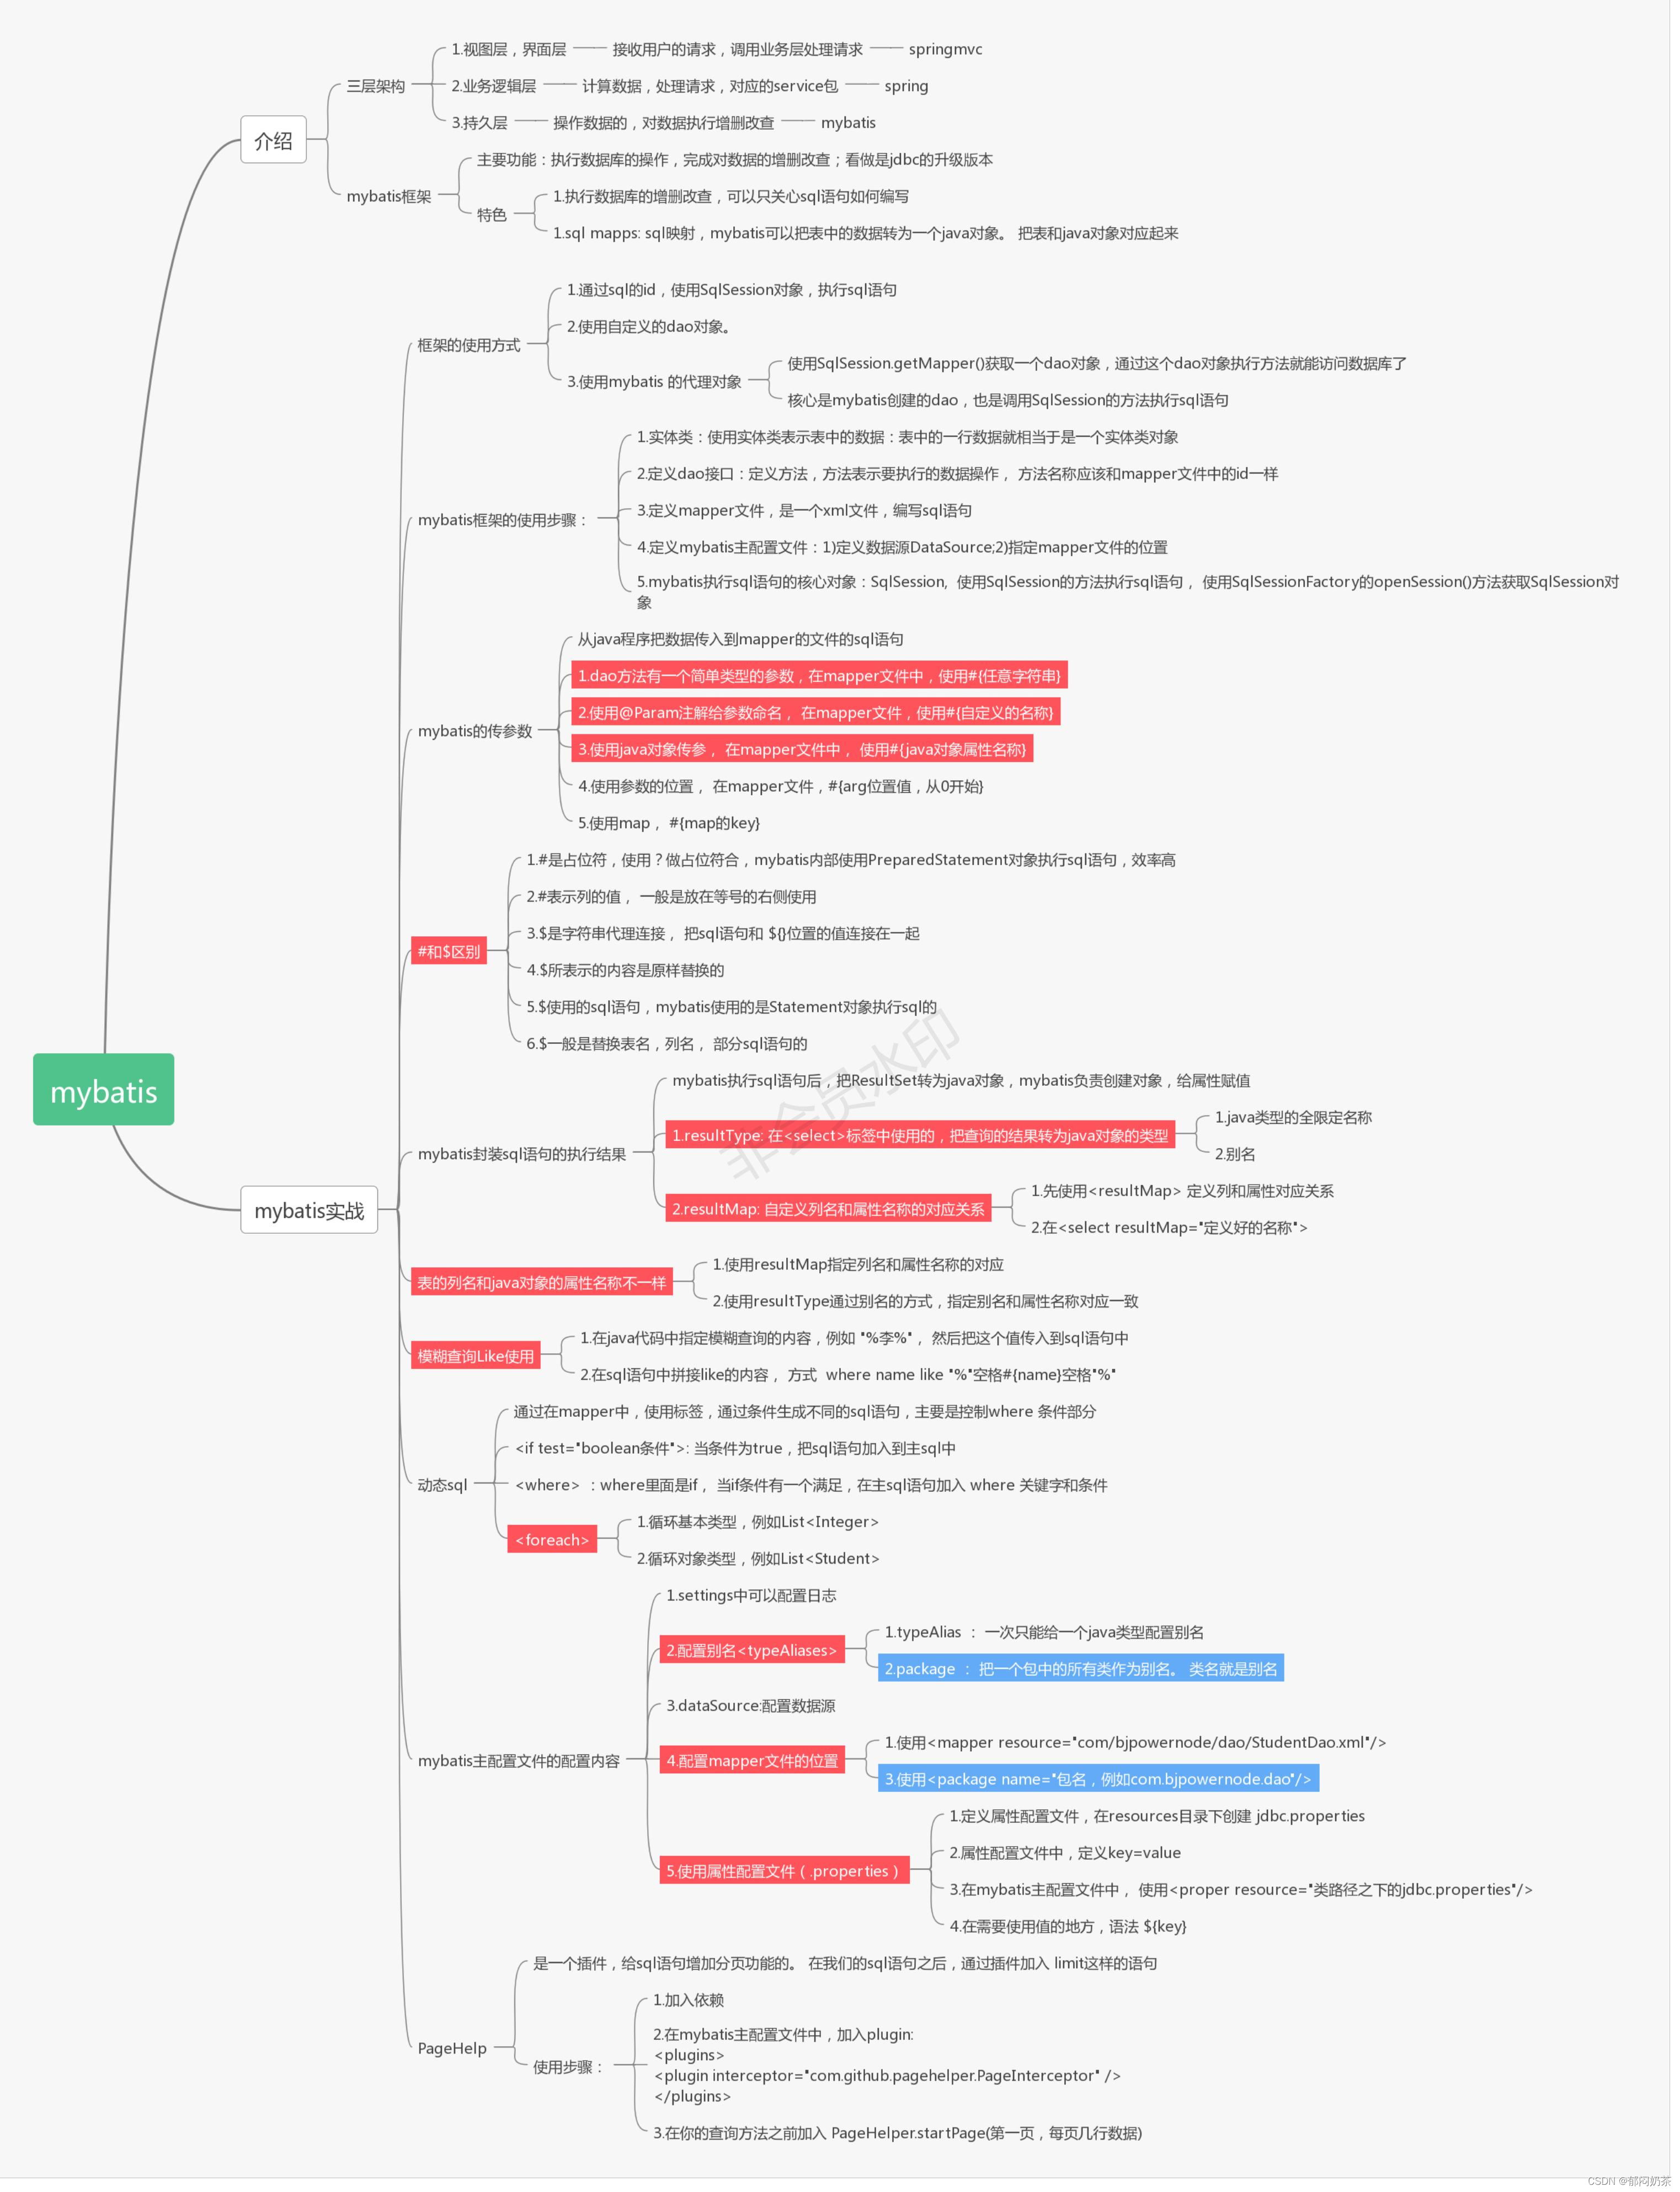 1.视图层，界面层
接收用户的请求，调用业务层处理请求
springmvc
三层架构
2.业务逻辑层
计算数据，处理请求，对应的service包
spring
3.持久层
操作数据的，对数据执行增删改查
mybatis
介绍
主要功能：执行数据库的操作，完成对数据的增删改查；看做是jdbc的升级版本
mybatis框架
特色
1.执行数据库的增删改查，可以只关心sql语句如何编写
1.sql mapps: sql映射，mybatis可以把表中的数据转为一个java对象。 把表和java对象对应起来
框架的使用方式
1.通过sql的id，使用SqlSession对象，执行sql语句
2.使用自定义的dao对象。
3.使用mybatis 的代理对象
使用SqlSession.getMapper()获取一个dao对象，通过这个dao对象执行方法就能访问数据库了
核心是mybatis创建的dao，也是调用SqlSession的方法执行sql语句
mybatis框架的使用步骤：
1.实体类：使用实体类表示表中的数据：表中的一行数据就相当于是一个实体类对象
2.定义dao接口：定义方法，方法表示要执行的数据操作， 方法名称应该和mapper文件中的id一样
3.定义mapper文件，是一个xml文件，编写sql语句
4.定义mybatis主配置文件：1)定义数据源DataSource;2)指定mapper文件的位置
5.mybatis执行sql语句的核心对象：SqlSession, 使用SqlSession的方法执行sql语句， 使用SqlSessionFactory的openSession()方法获取SqlSession对
象
mybatis的传参数
从java程序把数据传入到mapper的文件的sql语句
1.dao方法有一个简单类型的参数，在mapper文件中，使用#{任意字符串}
2.使用@Param注解给参数命名， 在mapper文件，使用#{自定义的名称}
3.使用java对象传参， 在mapper文件中， 使用#{java对象属性名称}
4.使用参数的位置， 在mapper文件，#{arg位置值，从0开始}
5.使用map， #{map的key}
#和$区别
1.#是占位符，使用？做占位符合，mybatis内部使用PreparedStatement对象执行sql语句，效率高
2.#表示列的值， 一般是放在等号的右侧使用
3.$是字符串代理连接， 把sql语句和 ${}位置的值连接在一起
4.$所表示的内容是原样替换的
5.$使用的sql语句，mybatis使用的是Statement对象执行sql的
6.$一般是替换表名，列名， 部分sql语句的
mybatis
mybatis实战
mybatis封装sql语句的执行结果
mybatis执行sql语句后，把ResultSet转为java对象，mybatis负责创建对象，给属性赋值
1.resultType: 在<select>标签中使用的，把查询的结果转为java对象的类型
1.java类型的全限定名称
2.别名
2.resultMap: 自定义列名和属性名称的对应关系
1.先使用<resultMap> 定义列和属性对应关系
2.在<select resultMap="定义好的名称">
非会员水印
表的列名和java对象的属性名称不一样
1.使用resultMap指定列名和属性名称的对应
2.使用resultType通过别名的方式，指定别名和属性名称对应一致
模糊查询Like使用
1.在java代码中指定模糊查询的内容，例如 "%李%"， 然后把这个值传入到sql语句中
2.在sql语句中拼接like的内容， 方式  where name like "%"空格#{name}空格"%"
动态sql
通过在mapper中，使用标签，通过条件生成不同的sql语句，主要是控制where 条件部分
<if test="boolean条件">: 当条件为true，把sql语句加入到主sql中
<where> ：where里面是if， 当if条件有一个满足，在主sql语句加入 where 关键字和条件
<foreach>
1.循环基本类型，例如List<Integer>
2.循环对象类型，例如List<Student>
mybatis主配置文件的配置内容
1.settings中可以配置日志
2.配置别名<typeAliases>
1.typeAlias ： 一次只能给一个java类型配置别名
2.package ： 把一个包中的所有类作为别名。 类名就是别名
3.dataSource:配置数据源
4.配置mapper文件的位置
1.使用<mapper resource="com/bjpowernode/dao/StudentDao.xml"/>
3.使用<package name="包名，例如com.bjpowernode.dao"/>
5.使用属性配置文件（.properties）
1.定义属性配置文件，在resources目录下创建 jdbc.properties
2.属性配置文件中，定义key=value
3.在mybatis主配置文件中， 使用<proper resource="类路径之下的jdbc.properties"/>
4.在需要使用值的地方，语法 ${key}
PageHelp
是一个插件，给sql语句增加分页功能的。 在我们的sql语句之后，通过插件加入 limit这样的语句
使用步骤：
1.加入依赖
2.在mybatis主配置文件中，加入plugin:
<plugins>
<plugin interceptor="com.github.pagehelper.PageInterceptor" />
</plugins>
3.在你的查询方法之前加入 PageHelper.startPage(第一页，每页几行数据)
CSDN @郁闷奶茶